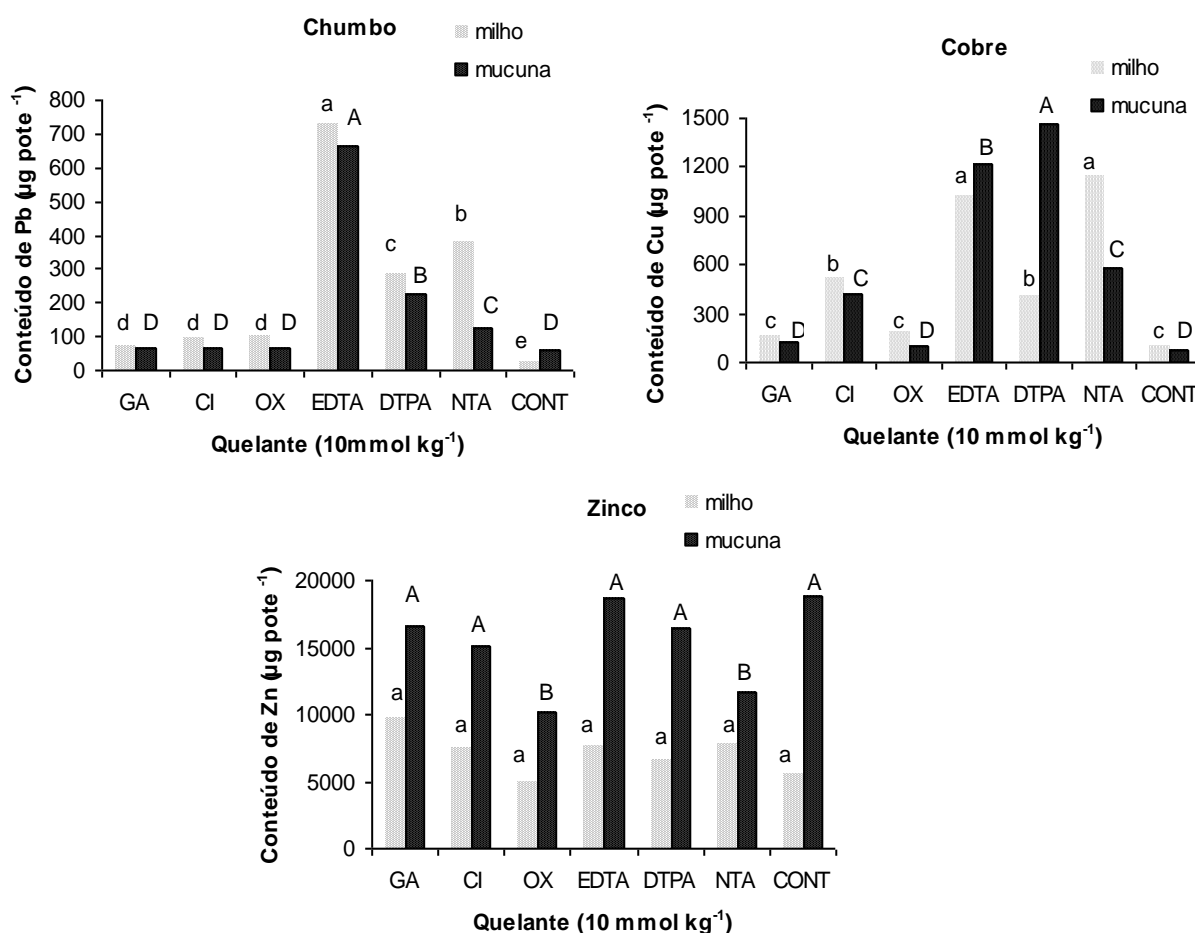 Chumbo
milho
mucuna
Conteúdo de Pb (µg pote -1)
800
700
600
500
400
300
200
100
0
d D d D d D a A c B b C e D
GA CI OX EDTA DTPA NTA CONT
Quelante (10mmol kg-1)
Cobre
milho
mucuna
Conteúdo de Cu (µg pote -1)
1500
1200
900
600
300
0
c D b C c D a B b A a C c D
GA CI OX EDTA DTPA NTA CONT
Quelante (10 mmol kg-1)
Zinco
milho
mucuna
Conteúdo de Zn (µg pote -1)
20000
15000
10000
5000
0
a A a A a B a A a A a B a A
GA CI OX EDTA DTPA NTA CONT
Quelante (10 mmol kg-1)